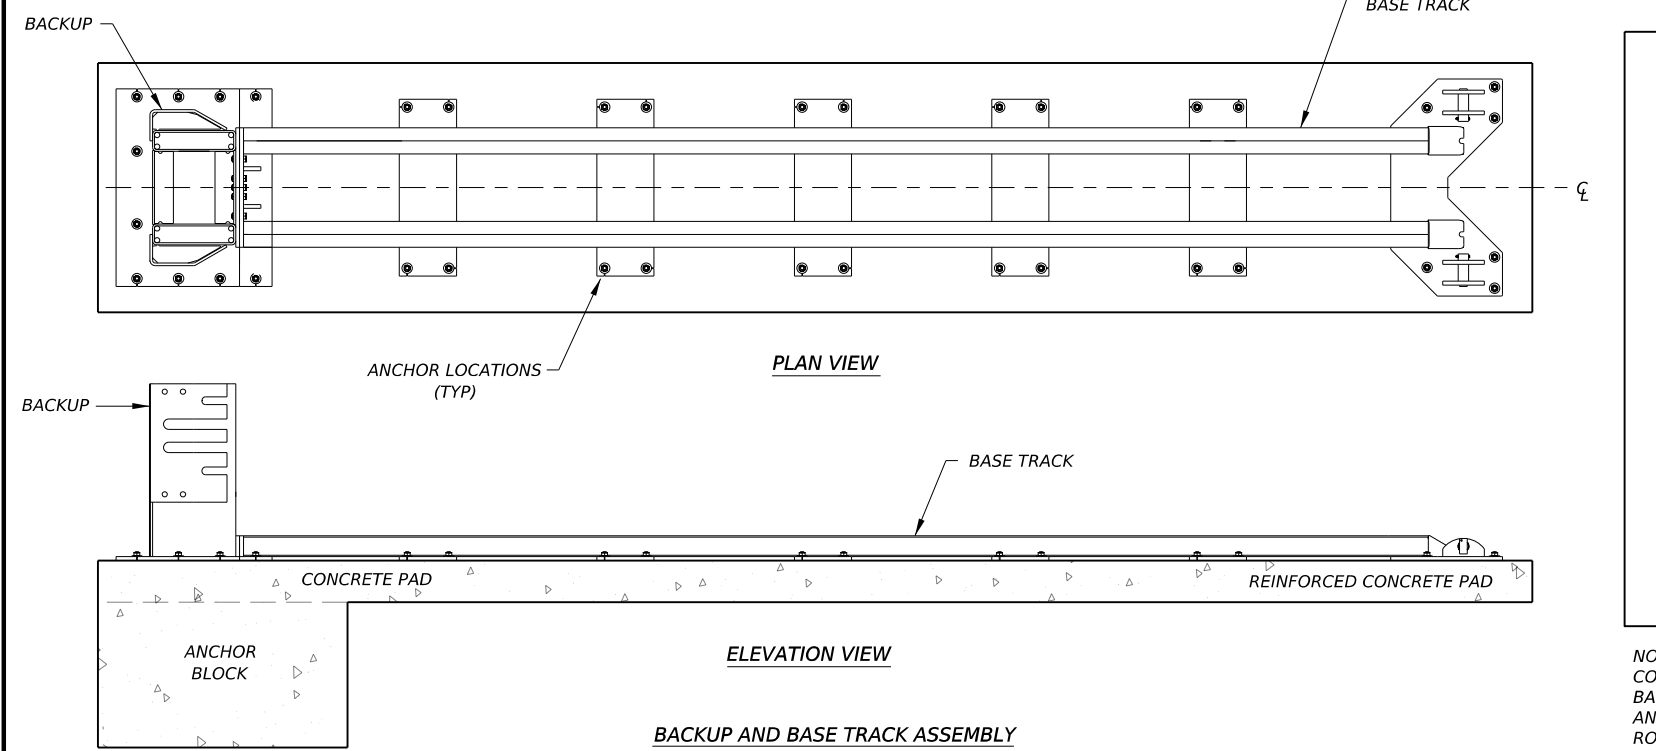 BASE TRACK
BACKUP
ANCHOR LOCATIONS
(TYP)
PLAN VIEW
BACKUP
BASE TRACK
CONCRETE PAD
REINFORCED CONCRETE PAD
ANCHOR
BLOCK
ELEVATION VIEW
BACKUP AND BASE TRACK ASSEMBLY
NO
CO
BA
AN
RO